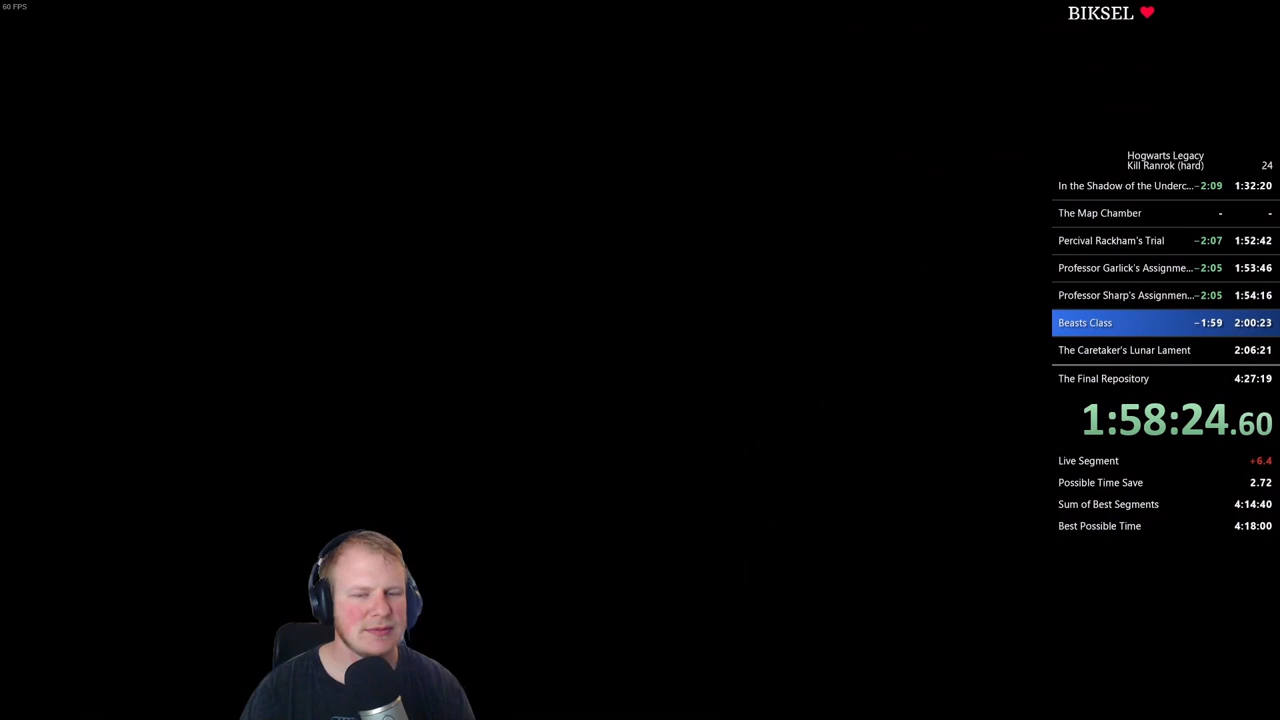 60 FPS
BIKSEL ❤
Hogwarts Legacy
Kill Ranrok (hard) 24
In the Shadow of the Underc... −2:09 1:32:20
The Map Chamber - -
Percival Rackham's Trial −2:07 1:52:42
Professor Garlick's Assignme... −2:05 1:53:46
Professor Sharp's Assignmen... −2:05 1:54:16
Beasts Class −1:59 2:00:23
The Caretaker's Lunar Lament 2:06:21
The Final Repository 4:27:19
1:58:24.60
Live Segment +6.4
Possible Time Save 2.72
Sum of Best Segments 4:14:40
Best Possible Time 4:18:00